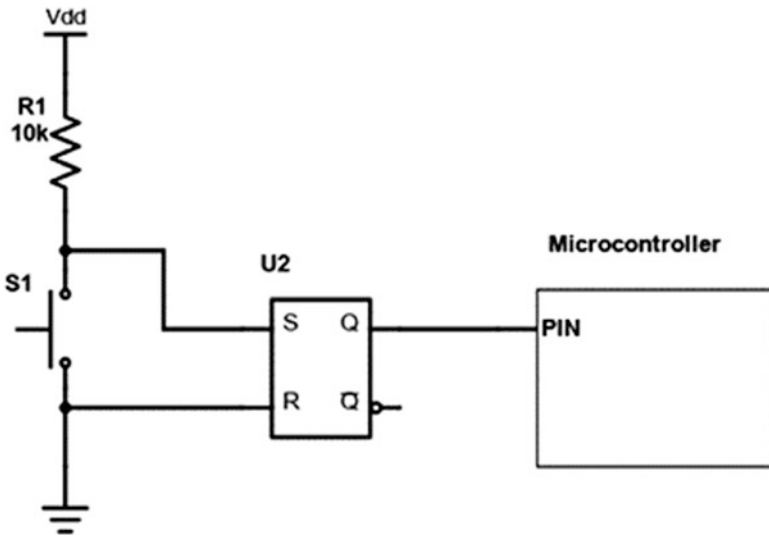 Vdd
R1
10k
S1
U2
S Q
R Q̅
Microcontroller
PIN